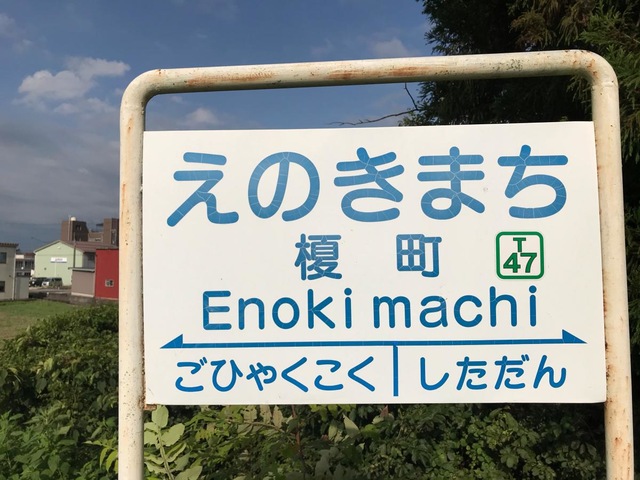 えのきまち
榎町
T
47
Enokimachi
ごひゃくこく
しただん